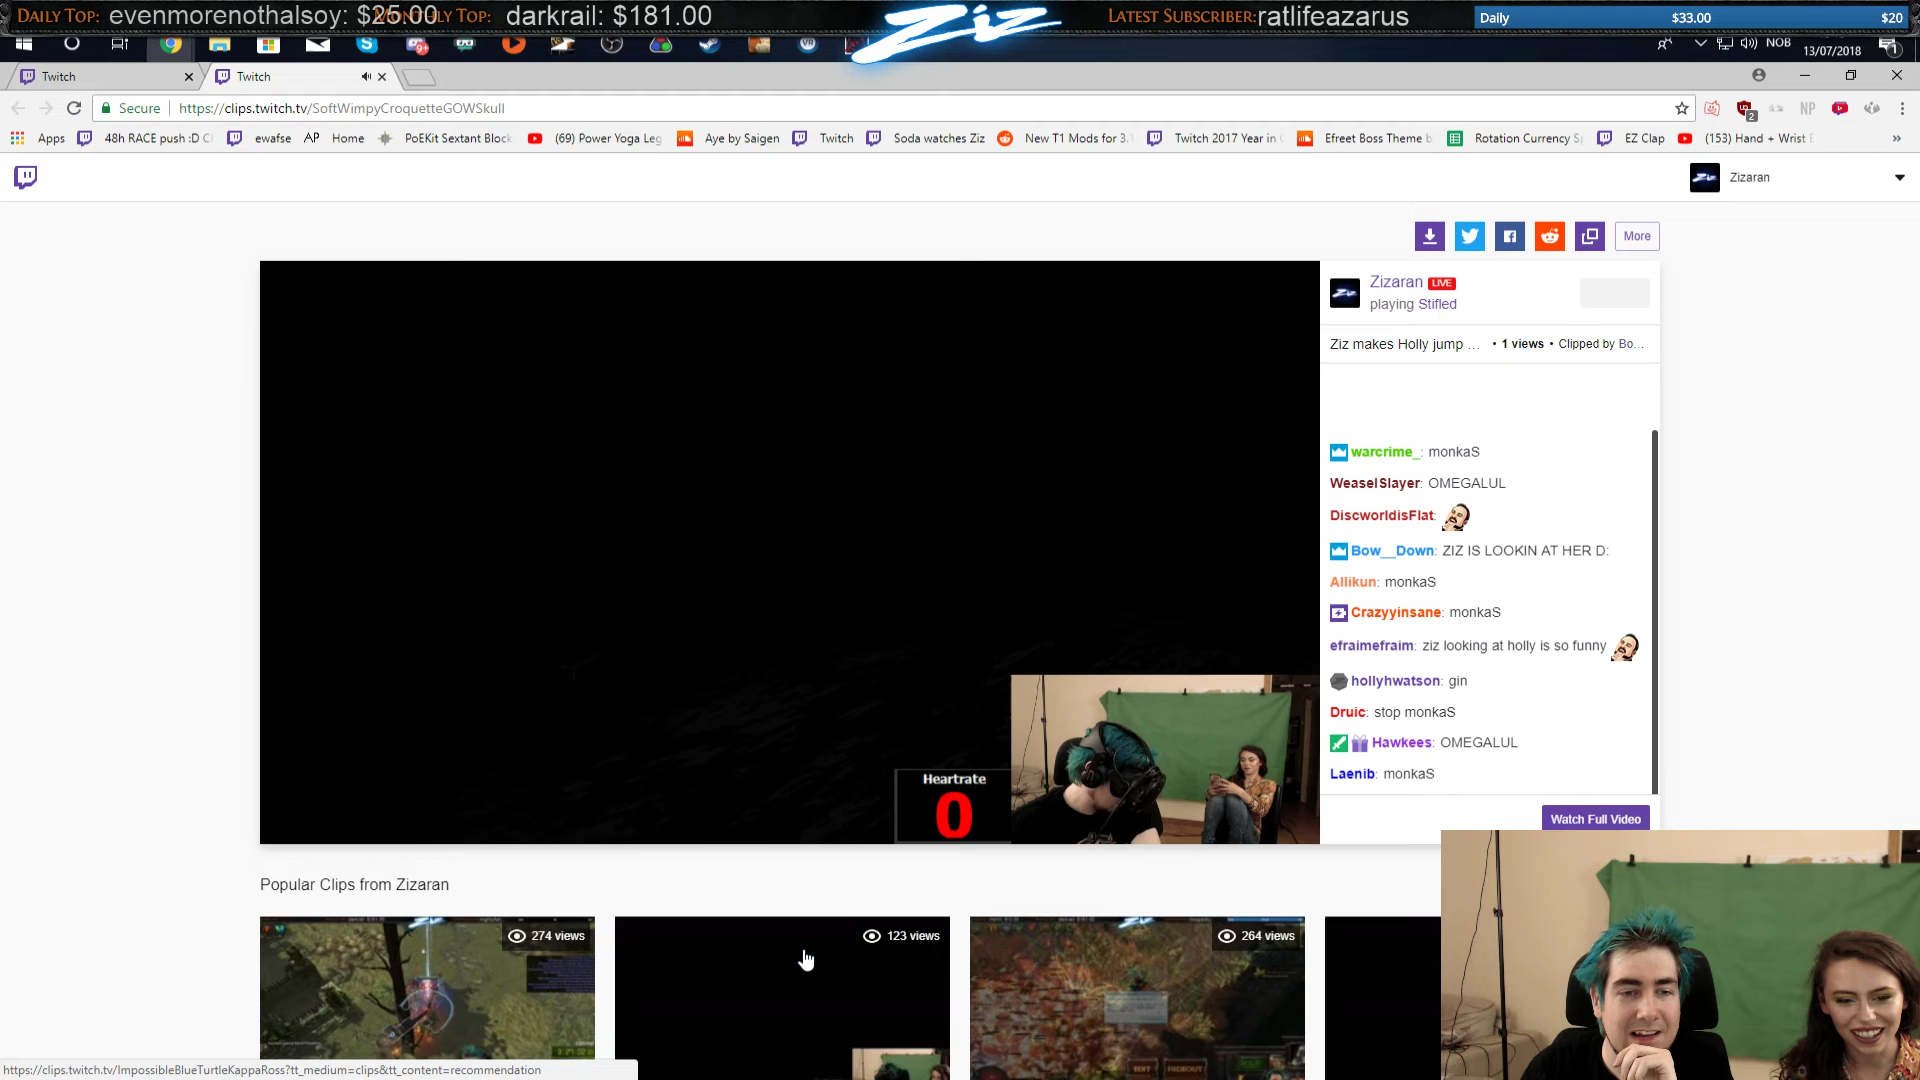 DAILY TOP: evenmorenothalsoy: $25.00 MONTHLY TOP: darkrail: $181.00 Ziz LATEST SUBSCRIBER: ratlifeazarus Daily $33.00 $20
NOB 13/07/2018
Twitch Twitch
Secure https://clips.twitch.tv/SoftWimpyCroquetteGOWSkull
Apps 48h RACE push :D C ewafse AP Home PoEKit Sextant Block (69) Power Yoga Leg Aye by Saigen Twitch Soda watches Ziz New T1 Mods for 3. Twitch 2017 Year in Efreet Boss Theme b Rotation Currency S EZ Clap (153) Hand + Wrist »
Zizaran
More
Zizaran LIVE
playing Stifled
Ziz makes Holly jump ... • 1 views • Clipped by Bo...
warcrime_: monkaS
WeaselSlayer: OMEGALUL
DiscworldisFlat:
Bow__Down: ZIZ IS LOOKIN AT HER D:
Allikun: monkaS
Crazyyinsane: monkaS
efraimefraim: ziz looking at holly is so funny
hollyhwatson: gin
Druic: stop monkaS
Hawkees: OMEGALUL
Laenib: monkaS
Heartrate
0
Watch Full Video
Popular Clips from Zizaran
274 views 123 views 264 views
https://clips.twitch.tv/ImpossibleBlueTurtleKappaRoss?tt_medium=clips&tt_content=recommendation